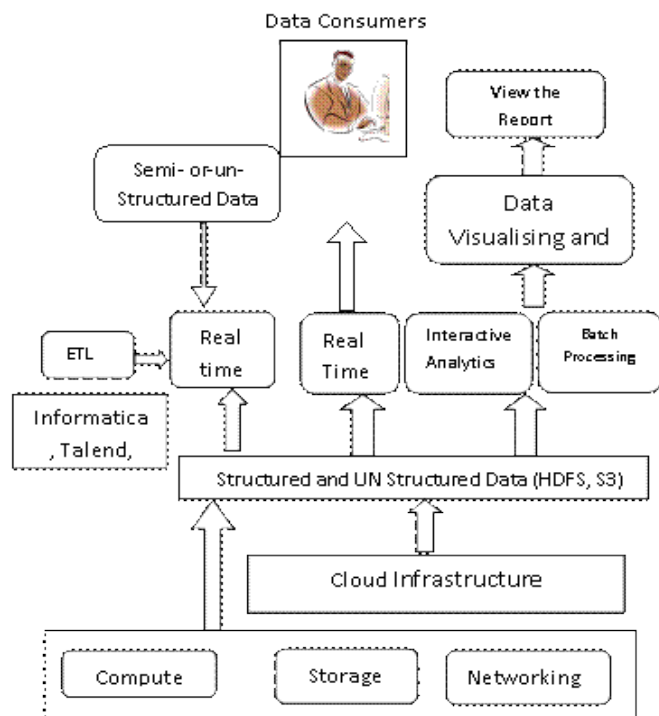 Data Consumers
View the
Report
Semi- or-un-
Structured Data
Data
Visualising and
Real
time
Real
Time
Interactive
Analytics
Batch
Processing
ETL
Informatica
, Talend,
Structured and UN Structured Data (HDFS, S3)
Cloud Infrastructure
Compute
Storage
Networking